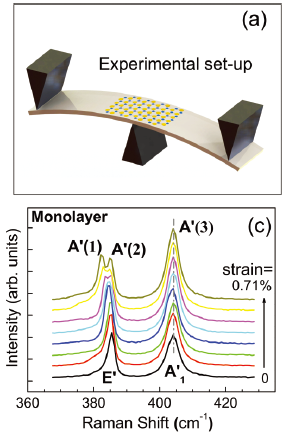 (a)
Experimental set-up
Monolayer
(c)
A'(1)
A'(2)
A'(3)
strain=
0.71%
0
E'
A'₁
Intensity (arb. units)
360
380
400
420
Raman Shift (cm⁻¹)